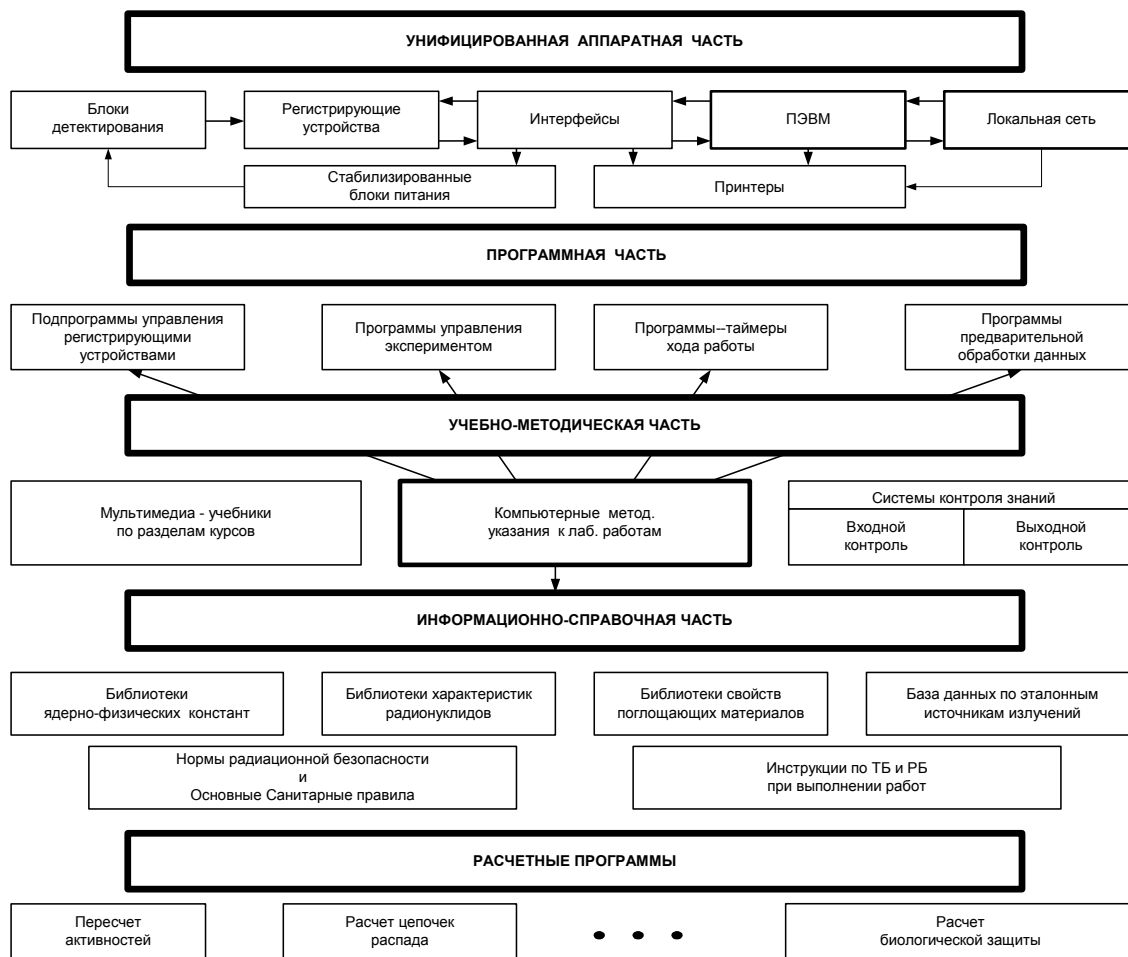 УНИФИЦИРОВАННАЯ АППАРАТНАЯ ЧАСТЬ
Блоки
детектирования
Регистрирующие
устройства
Интерфейсы
ПЭВМ
Локальная сеть
Стабилизированные
блоки питания
Принтеры
ПРОГРАММНАЯ ЧАСТЬ
Подпрограммы управления
регистрирующими
устройствами
Программы управления
экспериментом
Программы--таймеры
хода работы
Программы
предварительной
обработки данных
УЧЕБНО-МЕТОДИЧЕСКАЯ ЧАСТЬ
Мультимедиа - учебники
по разделам курсов
Компьютерные метод.
указания к лаб. работам
Системы контроля знаний
Входной
контроль
Выходной
контроль
ИНФОРМАЦИОННО-СПРАВОЧНАЯ ЧАСТЬ
Библиотеки
ядерно-физических констант
Библиотеки характеристик
радионуклидов
Библиотеки свойств
поглощающих материалов
База данных по эталонным
источникам излучений
Нормы радиационной безопасности
и
Основные Санитарные правила
Инструкции по ТБ и РБ
при выполнении работ
РАСЧЕТНЫЕ ПРОГРАММЫ
Пересчет
активностей
Расчет цепочек
распада
• • •
Расчет
биологической защиты